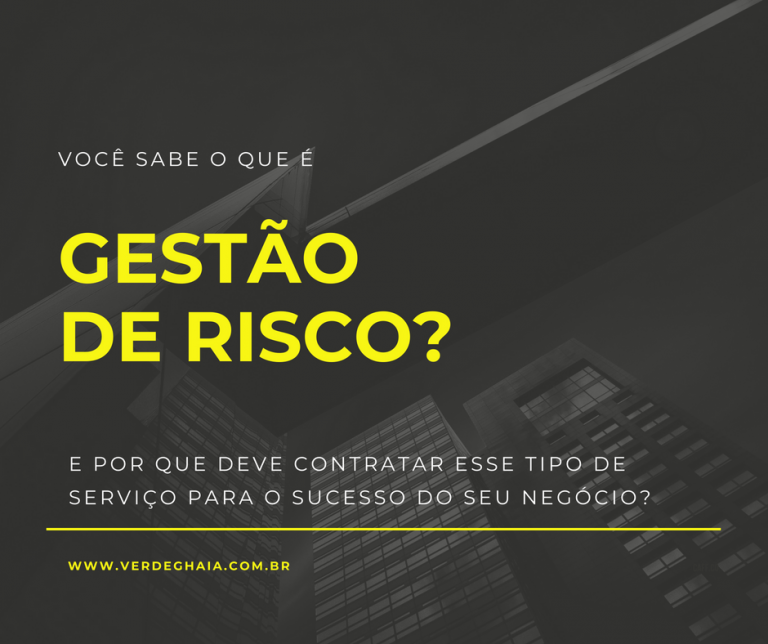 VOCÊ SABE O QUE É
GESTÃO
DE RISCO?
E POR QUE DEVE CONTRATAR ESSE TIPO DE
SERVIÇO PARA O SUCESSO DO SEU NEGÓCIO?
WWW.VERDEGHAIA.COM.BR